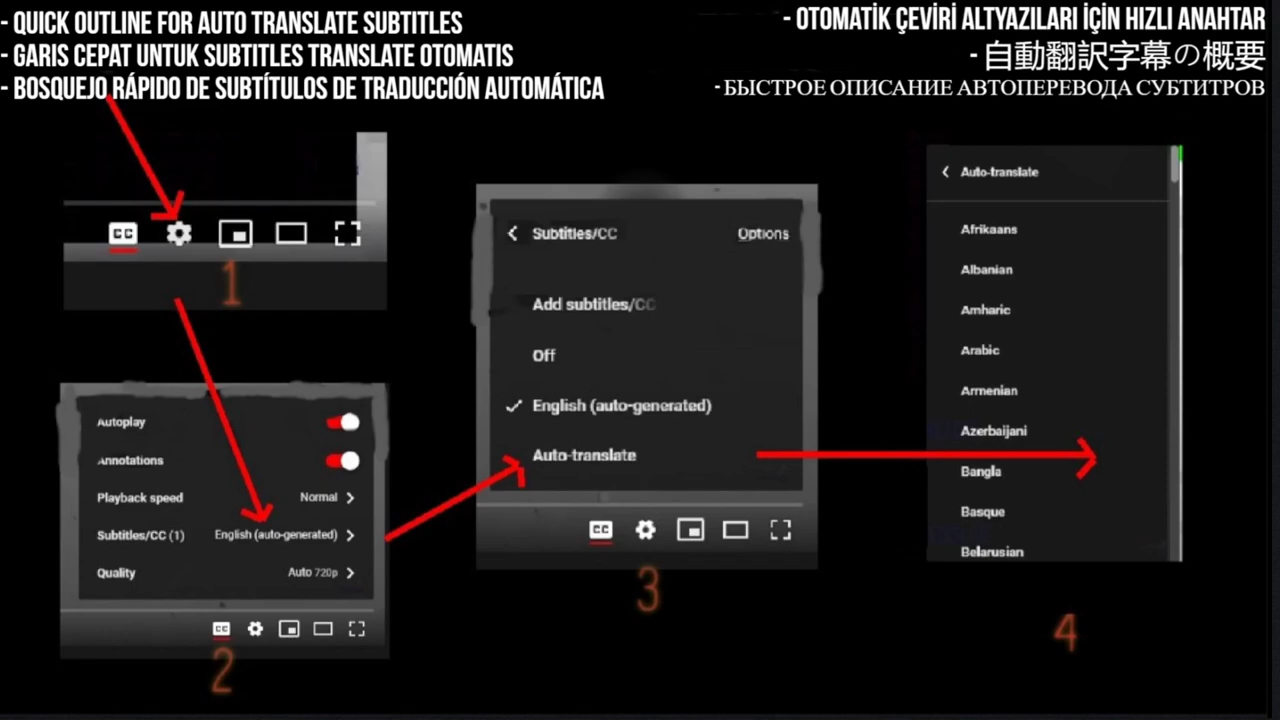 - QUICK OUTLINE FOR AUTO TRANSLATE SUBTITLES
- GARIS CEPAT UNTUK SUBTITLES TRANSLATE OTOMATIS
- BOSQUEJO RÁPIDO DE SUBTÍTULOS DE TRADUCCIÓN AUTOMÁTICA
- OTOMATİK ÇEVİRİ ALTYAZILARI İÇİN HIZLI ANAHTAR
- 自動翻訳字幕の概要
- БЫСТРОЕ ОПИСАНИЕ АВТОПЕРЕВОДА СУБТИТРОВ
CC
1
Autoplay
Annotations
Playback speed Normal
Subtitles/CC (1) English (auto-generated)
Quality Auto 720p
CC
2
Subtitles/CC Options
Add subtitles/CC
Off
English (auto-generated)
Auto-translate
CC
3
Auto-translate
Afrikaans
Albanian
Amharic
Arabic
Armenian
Azerbaijani
Bangla
Basque
Belarusian
4